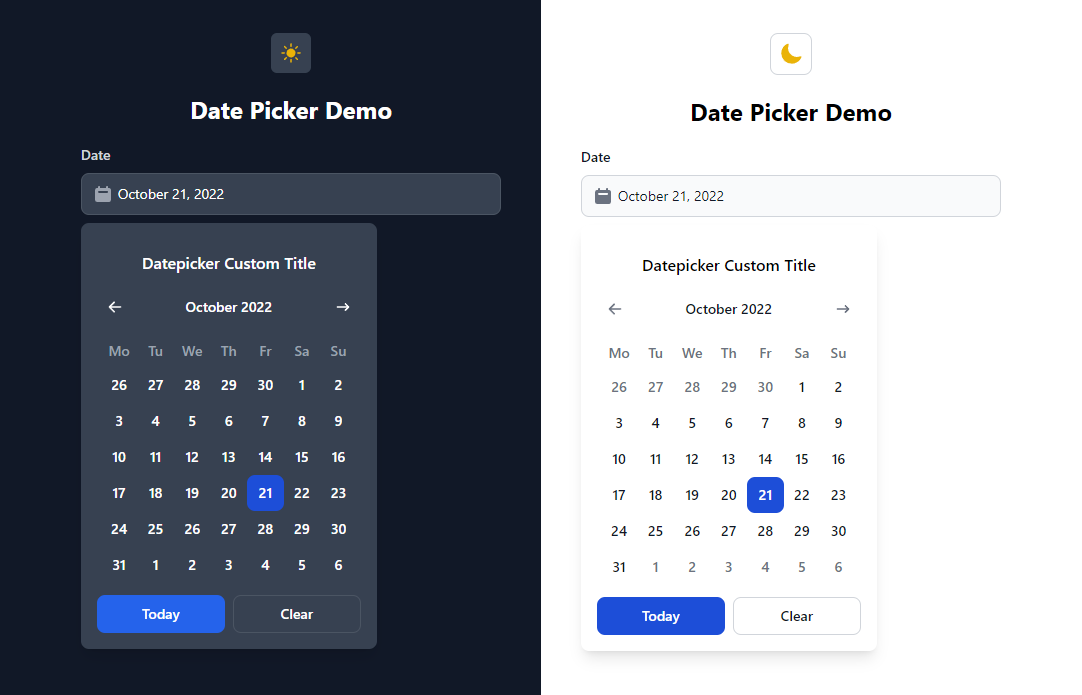 Date Picker Demo
Date
October 21, 2022
Datepicker Custom Title
October 2022
Mo Tu We Th Fr Sa Su
26 27 28 29 30 1 2
3 4 5 6 7 8 9
10 11 12 13 14 15 16
17 18 19 20 21 22 23
24 25 26 27 28 29 30
31 1 2 3 4 5 6
Today Clear
Date Picker Demo
Date
October 21, 2022
Datepicker Custom Title
October 2022
Mo Tu We Th Fr Sa Su
26 27 28 29 30 1 2
3 4 5 6 7 8 9
10 11 12 13 14 15 16
17 18 19 20 21 22 23
24 25 26 27 28 29 30
31 1 2 3 4 5 6
Today Clear